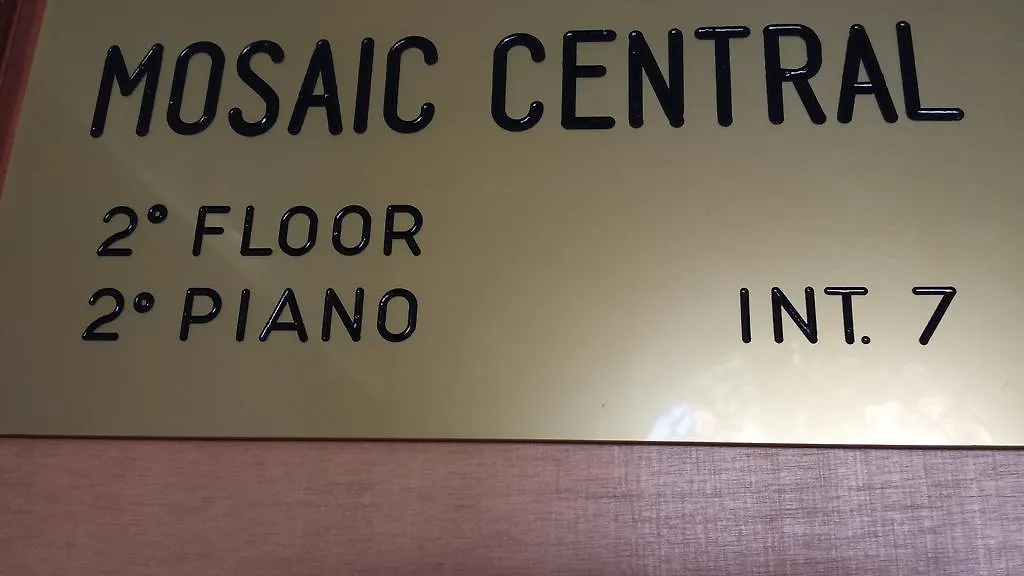 MOSAIC CENTRAL
2° FLOOR
2° PIANO INT. 7